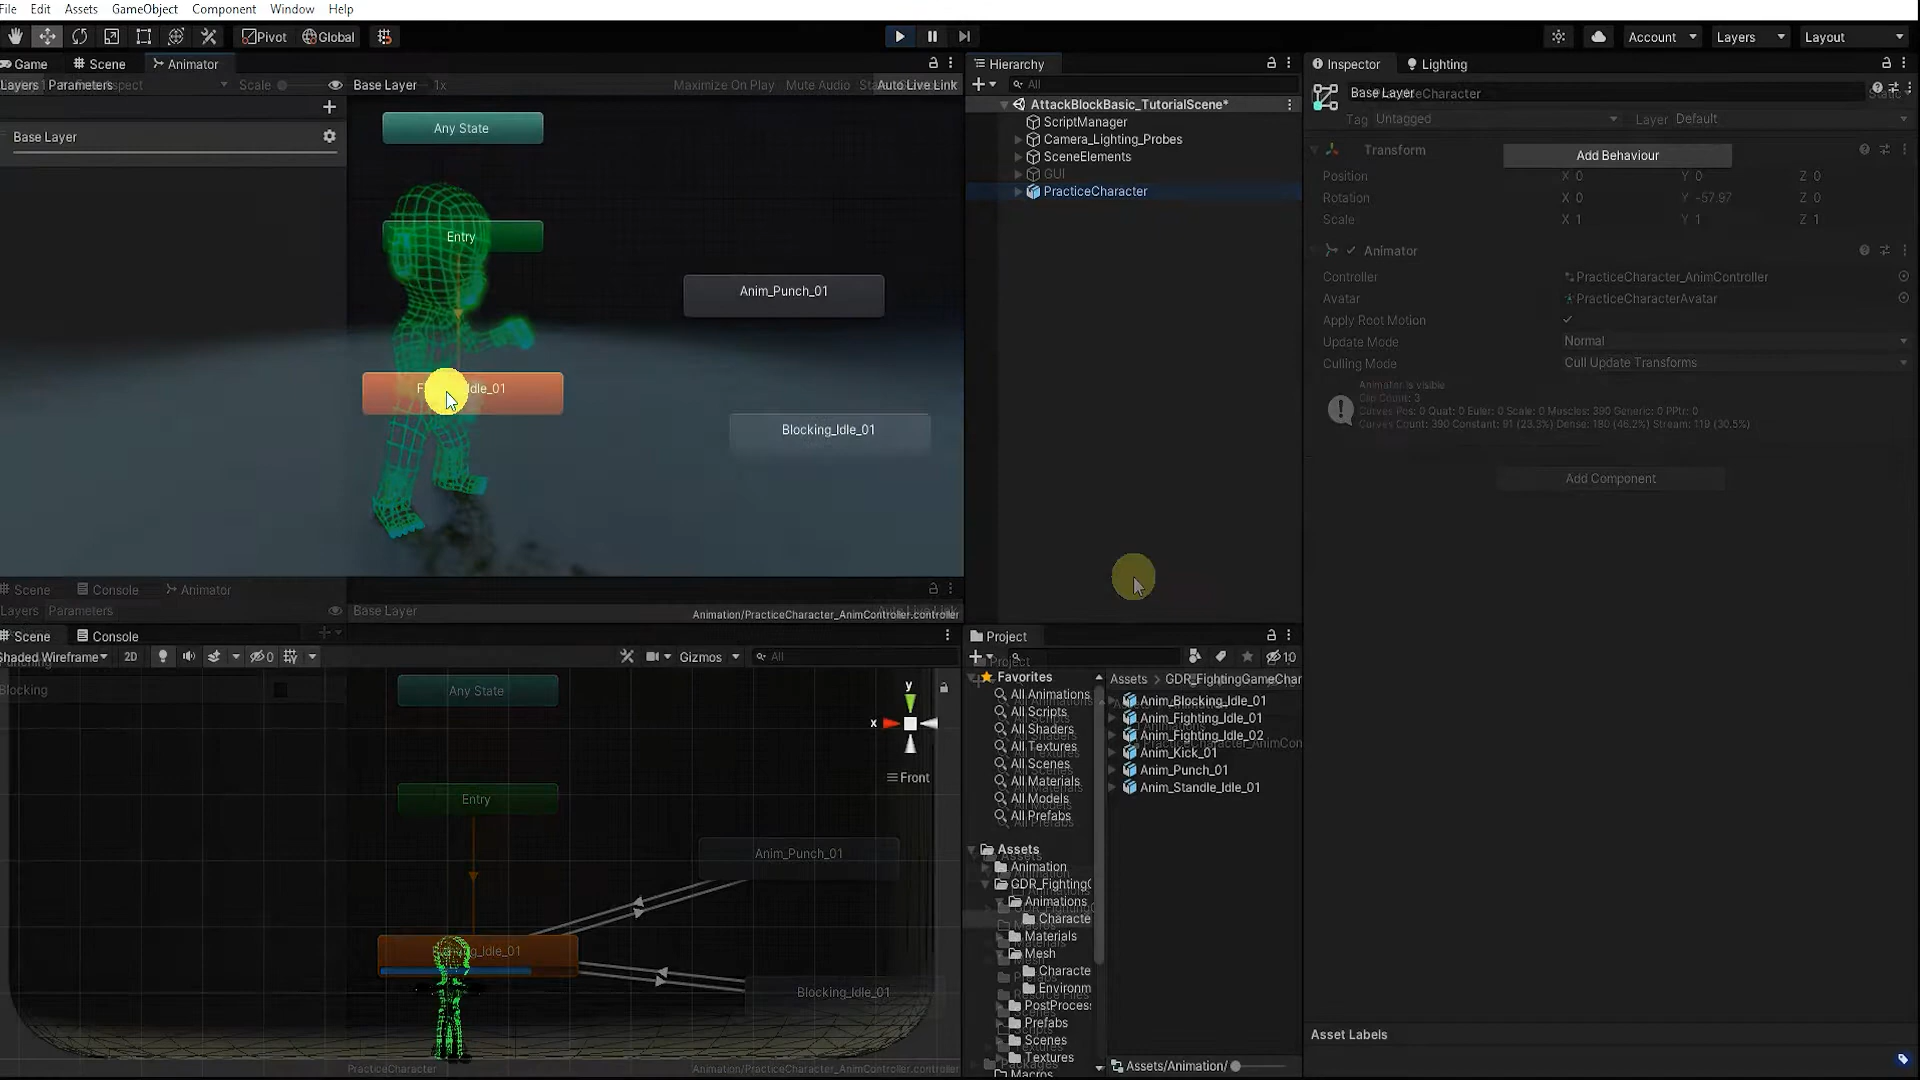 File Edit Assets GameObject Component Window Help
Pivot Global Account Layers Layout
Game Scene Animator
Layers Parameters Scale Base Layer 1x Maximize On Play Mute Audio Auto Live Link
Base Layer
Any State
Entry
Anim_Punch_01
Idle_01
Blocking_Idle_01
Scene Console Animator
Layers Parameters Base Layer
Animation/PracticeCharacter_AnimController.controller
Scene Console
Shaded Wireframe 2D 0 Gizmos All
Blocking
Any State
Entry
Anim_Punch_01
Idle_01
Blocking_Idle_01
y
x
Front
PracticeCharacter Animation/PracticeCharacter_AnimController.controller
Hierarchy
All
AttackBlockBasic_TutorialScene*
ScriptManager
Camera_Lighting_Probes
SceneElements
GUI
PracticeCharacter
Project
10
Favorites
All Animations
All Scripts
All Shaders
All Textures
All Scenes
All Materials
All Models
All Prefabs
Assets
Animation
GDR_Fighting
Animations
Characte
Materials
Mesh
Characte
Environm
PostProces
Prefabs
Scenes
Textures
Macros
Assets > GDR_FightingGameChar
Anim_Blocking_Idle_01
Anim_Fighting_Idle_01
Anim_Fighting_Idle_02
Anim_Kick_01
Anim_Punch_01
Anim_Standle_Idle_01
Assets/Animation/
Inspector Lighting
Base Layer
Tag Untagged Layer Default
Transform
Add Behaviour
Position X 0 Y 0 Z 0
Rotation X 0 Y -57.97 Z 0
Scale X 1 Y 1 Z 1
Animator
Controller PracticeCharacter_AnimController
Avatar PracticeCharacterAvatar
Apply Root Motion
Update Mode Normal
Culling Mode Cull Update Transforms
Animator is visible
Clip Count: 3
Curves Pos: 0 Quat: 0 Euler: 0 Scale: 0 Muscles: 390 Generic: 0 PPtr: 0
Curves Count: 390 Constant: 91 (23.3%) Dense: 180 (46.2%) Stream: 119 (30.5%)
Add Component
Asset Labels